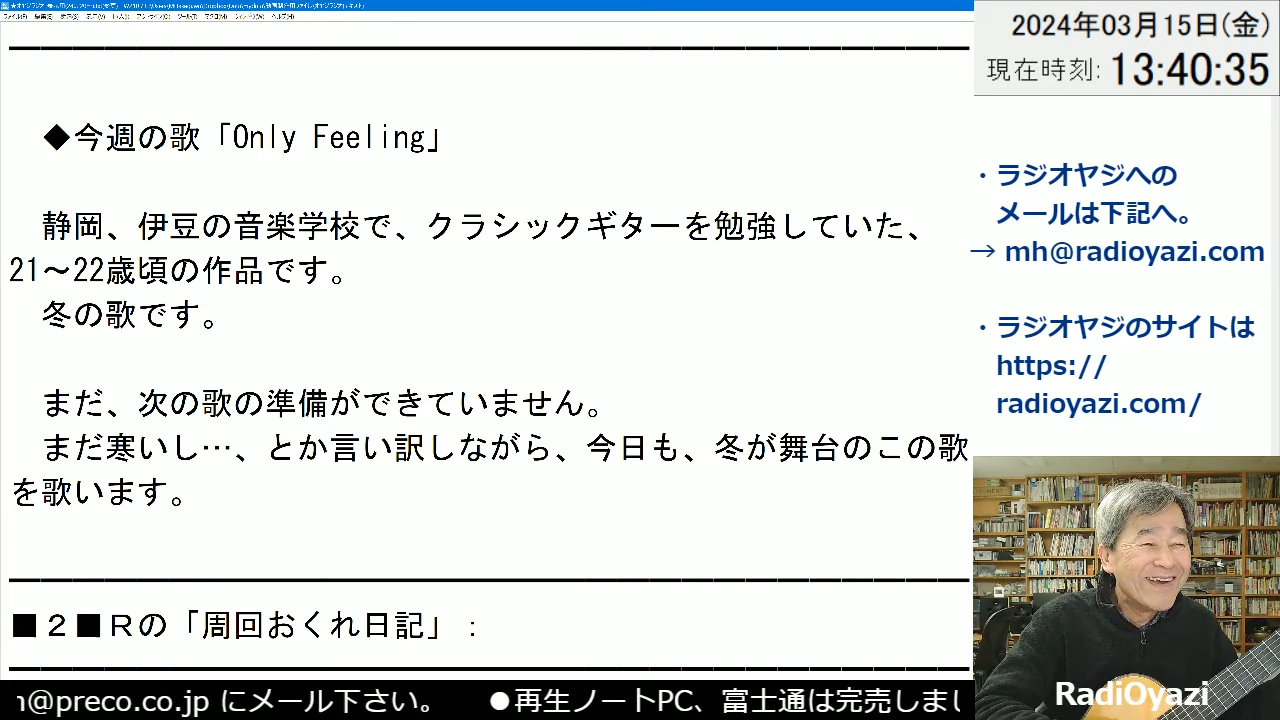 2024年03月15日(金)
現在時刻: 13:40:35
◆今週の歌「Only Feeling」
静岡、伊豆の音楽学校で、クラシックギターを勉強していた、
21～22歳頃の作品です。
冬の歌です。
まだ、次の歌の準備ができていません。
まだ寒いし…、とか言い訳しながら、今日も、冬が舞台のこの歌
を歌います。
■２■Ｒの「周回おくれ日記」：
・ラジオヤジへの
メールは下記へ。
→ mh@radioyazi.com
・ラジオヤジのサイトは
https://
radioyazi.com/
RadiOyazi
@preco.co.jp にメール下さい。 ●再生ノートPC、富士通は完売しまし